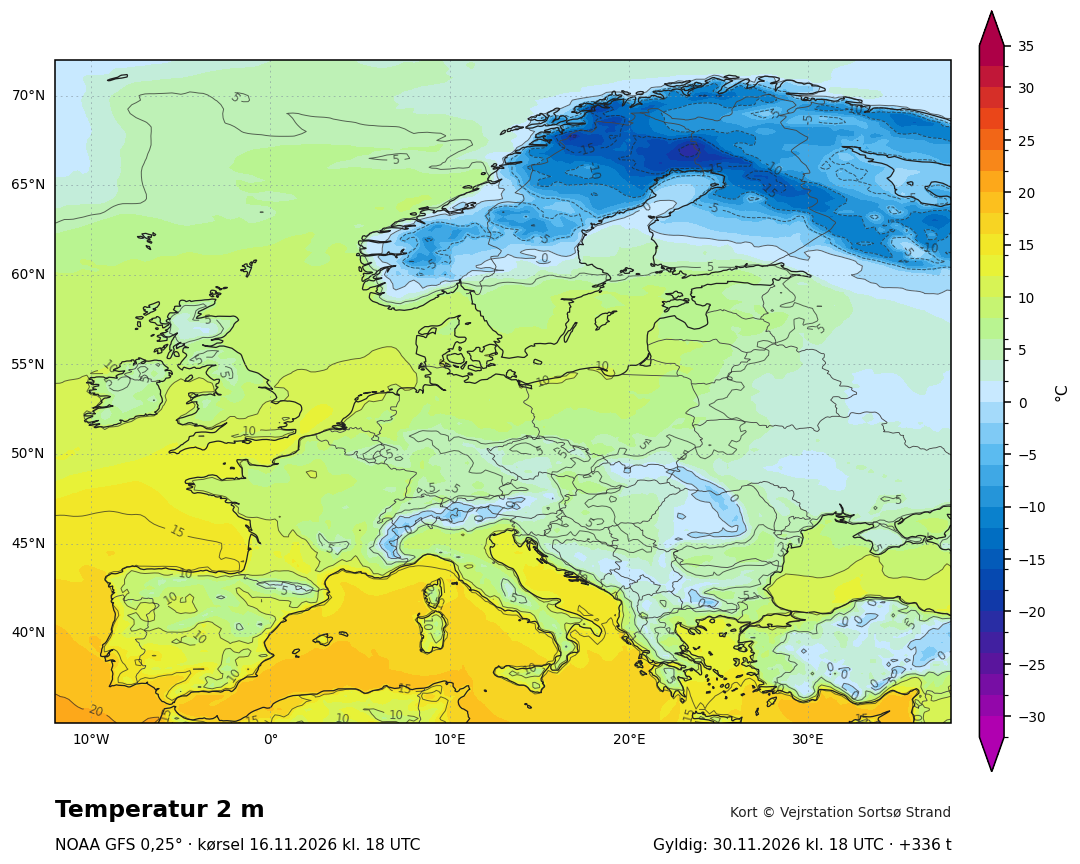 70°N
65°N
60°N
55°N
50°N
45°N
40°N
10°W
0°
10°E
20°E
30°E
35
30
25
20
15
10
5
0
−5
−10
−15
−20
−25
−30
°C
Temperatur 2 m
Kort © Vejrstation Sortsø Strand
NOAA GFS 0,25° · kørsel 16.11.2026 kl. 18 UTC
Gyldig: 30.11.2026 kl. 18 UTC · +336 t